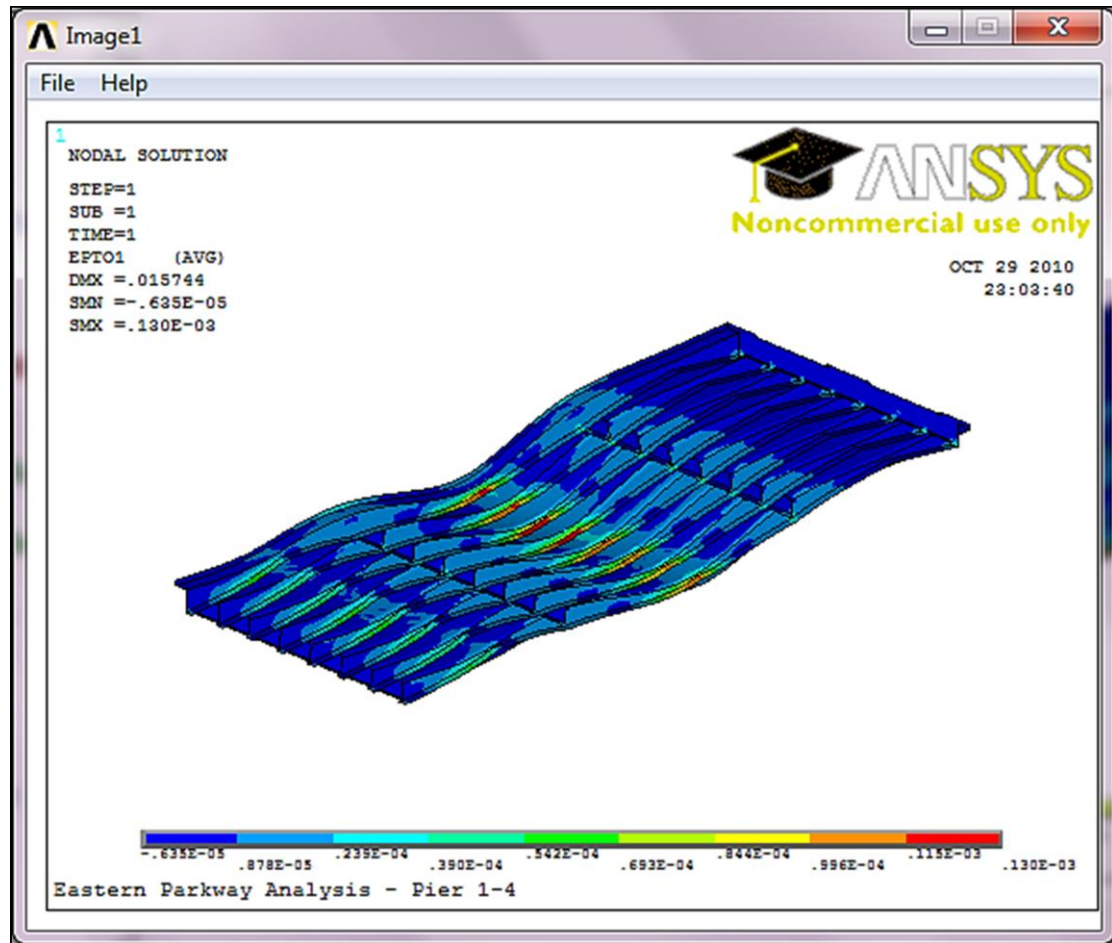 Image1
File Help
1
NODAL SOLUTION
STEP=1
SUB =1
TIME=1
EPTO1 (AVG)
DMX =.015744
SMN =-.635E-05
SMX =.130E-03
ANSYS
Noncommercial use only
OCT 29 2010
23:03:40
-.635E-05 .239E-04 .542E-04 .844E-04 .115E-03
.878E-05 .390E-04 .693E-04 .996E-04 .130E-03
Eastern Parkway Analysis - Pier 1-4